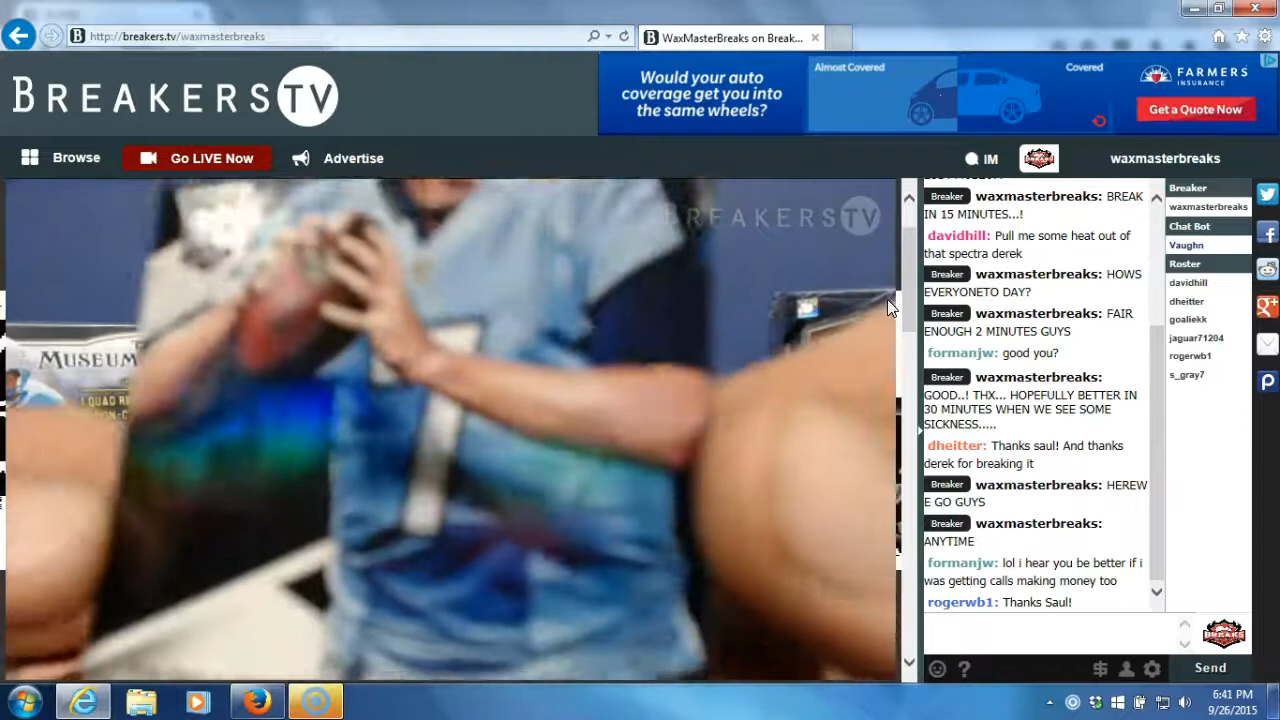 http://breakers.tv/waxmasterbreaks
WaxMasterBreaks on Break...
BREAKERSTV
Would your auto
coverage get you into
the same wheels?
Almost Covered
Covered
FARMERS
INSURANCE
Get a Quote Now
Browse
Go LIVE Now
Advertise
IM
waxmasterbreaks
BREAKERSTV
MUSEUM
Breaker waxmasterbreaks: BREAK
IN 15 MINUTES...!
davidhill: Pull me some heat out of
that spectra derek
Breaker waxmasterbreaks: HOWS
EVERYONETO DAY?
Breaker waxmasterbreaks: FAIR
ENOUGH 2 MINUTES GUYS
formanjw: good you?
Breaker waxmasterbreaks:
GOOD..! THX... HOPEFULLY BETTER IN
30 MINUTES WHEN WE SEE SOME
SICKNESS.....
dheitter: Thanks saul! And thanks
derek for breaking it
Breaker waxmasterbreaks: HEREW
E GO GUYS
Breaker waxmasterbreaks:
ANYTIME
formanjw: lol i hear you be better if i
was getting calls making money too
rogerwb1: Thanks Saul!
Send
Breaker
waxmasterbreaks
Chat Bot
Vaughn
Roster
davidhill
dheitter
goaliekk
jaguar71204
rogerwb1
s_gray7
BREAKS
6:41 PM
9/26/2015